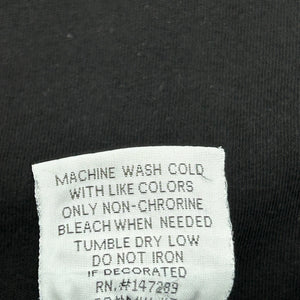 MACHINE WASH COLD
WITH LIKE COLORS
ONLY NON-CHRORINE
BLEACH WHEN NEEDED
TUMBLE DRY LOW
DO NOT IRON
IF DECORATED
RN.#147289